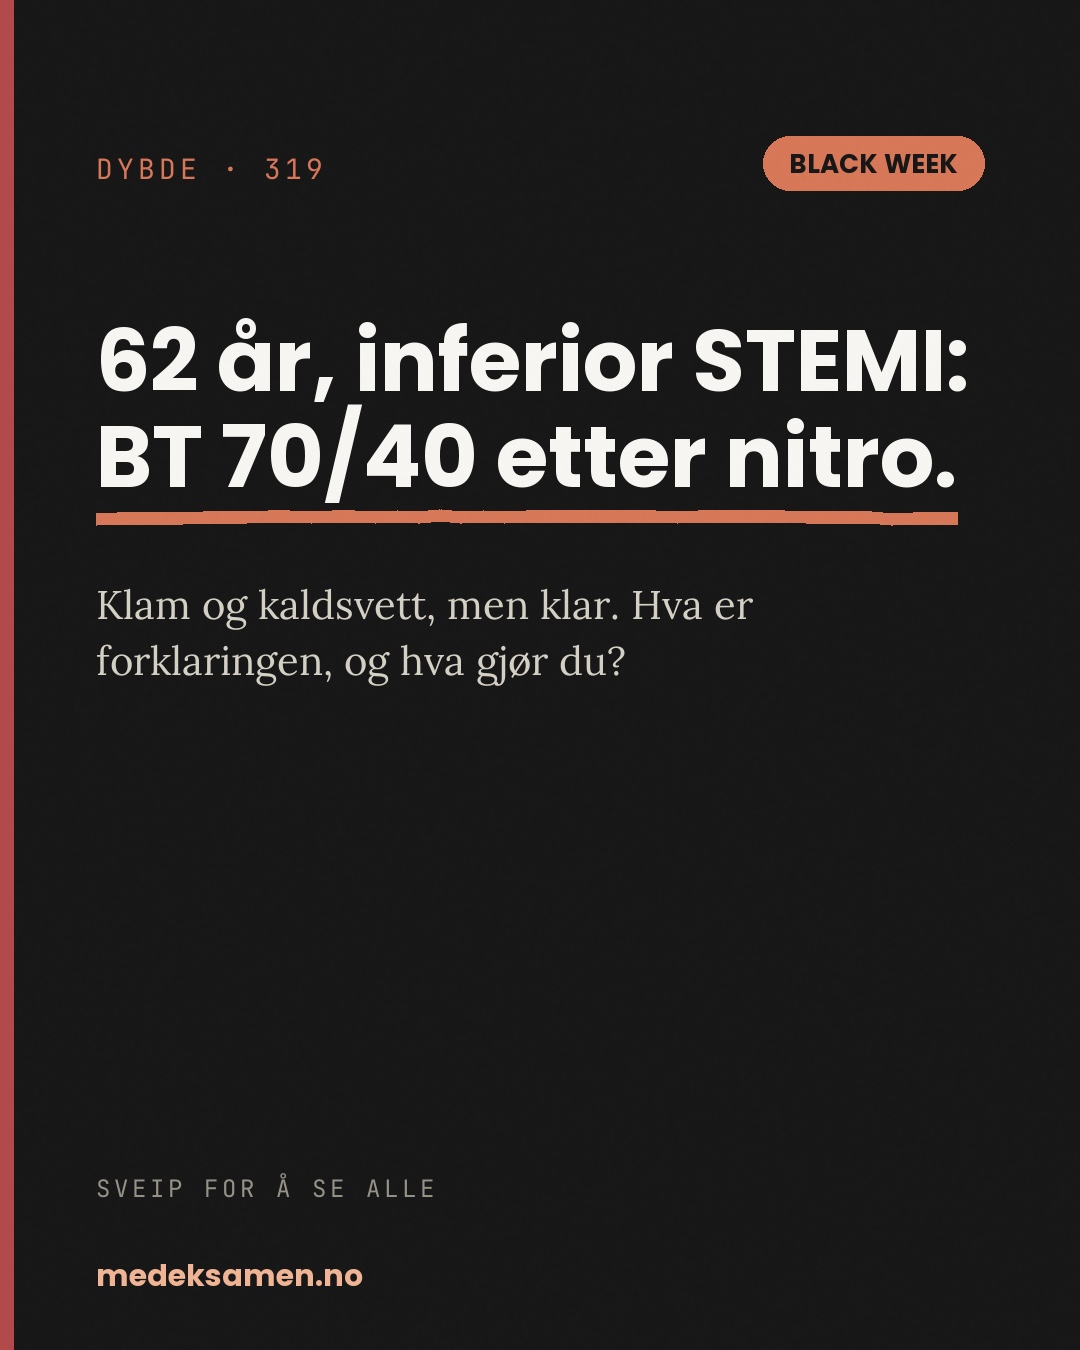 DYBDE · 319
BLACK WEEK
62 år, inferior STEMI:
BT 70/40 etter nitro.
Klam og kaldsvett, men klar. Hva er
forklaringen, og hva gjør du?
SVEIP FOR Å SE ALLE
medeksamen.no